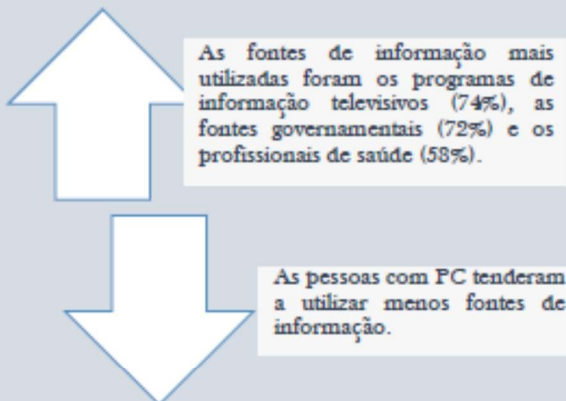 As fontes de informação mais
utilizadas foram os programas de
informação televisivos (74%), as
fontes governamentais (72%) e os
profissionais de saúde (58%).
As pessoas com PC tenderam
a utilizar menos fontes de
informação.